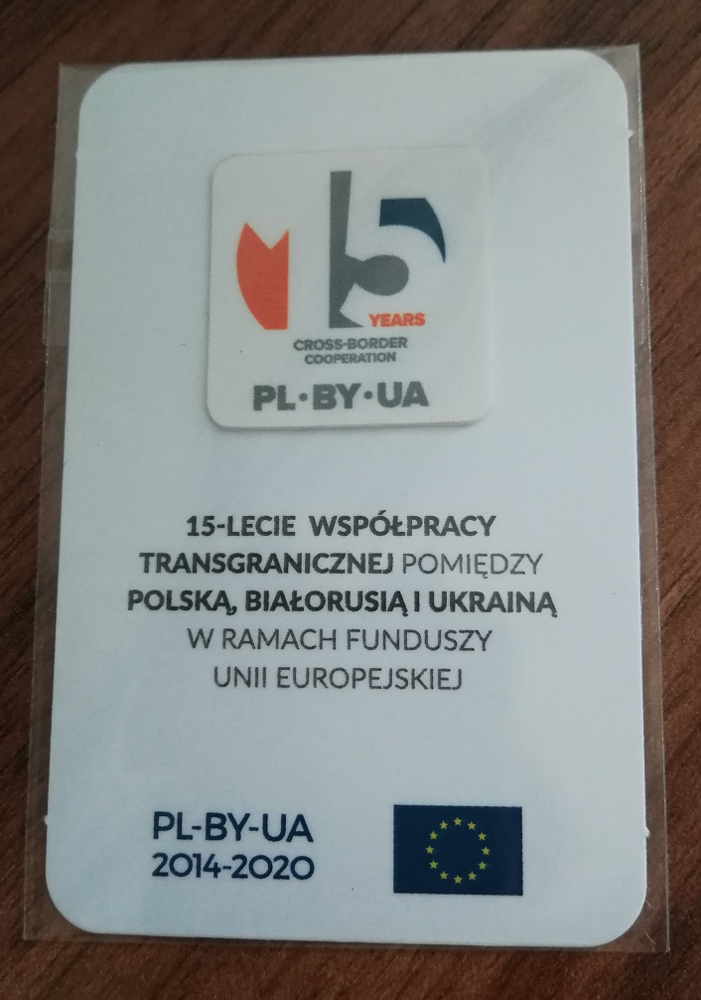 15
YEARS
CROSS-BORDER
COOPERATION
PL•BY•UA
15-LECIE WSPÓŁPRACY
TRANSGRANICZNEJ POMIĘDZY
POLSKĄ, BIAŁORUSIĄ I UKRAINĄ
W RAMACH FUNDUSZY
UNII EUROPEJSKIEJ
PL-BY-UA
2014-2020